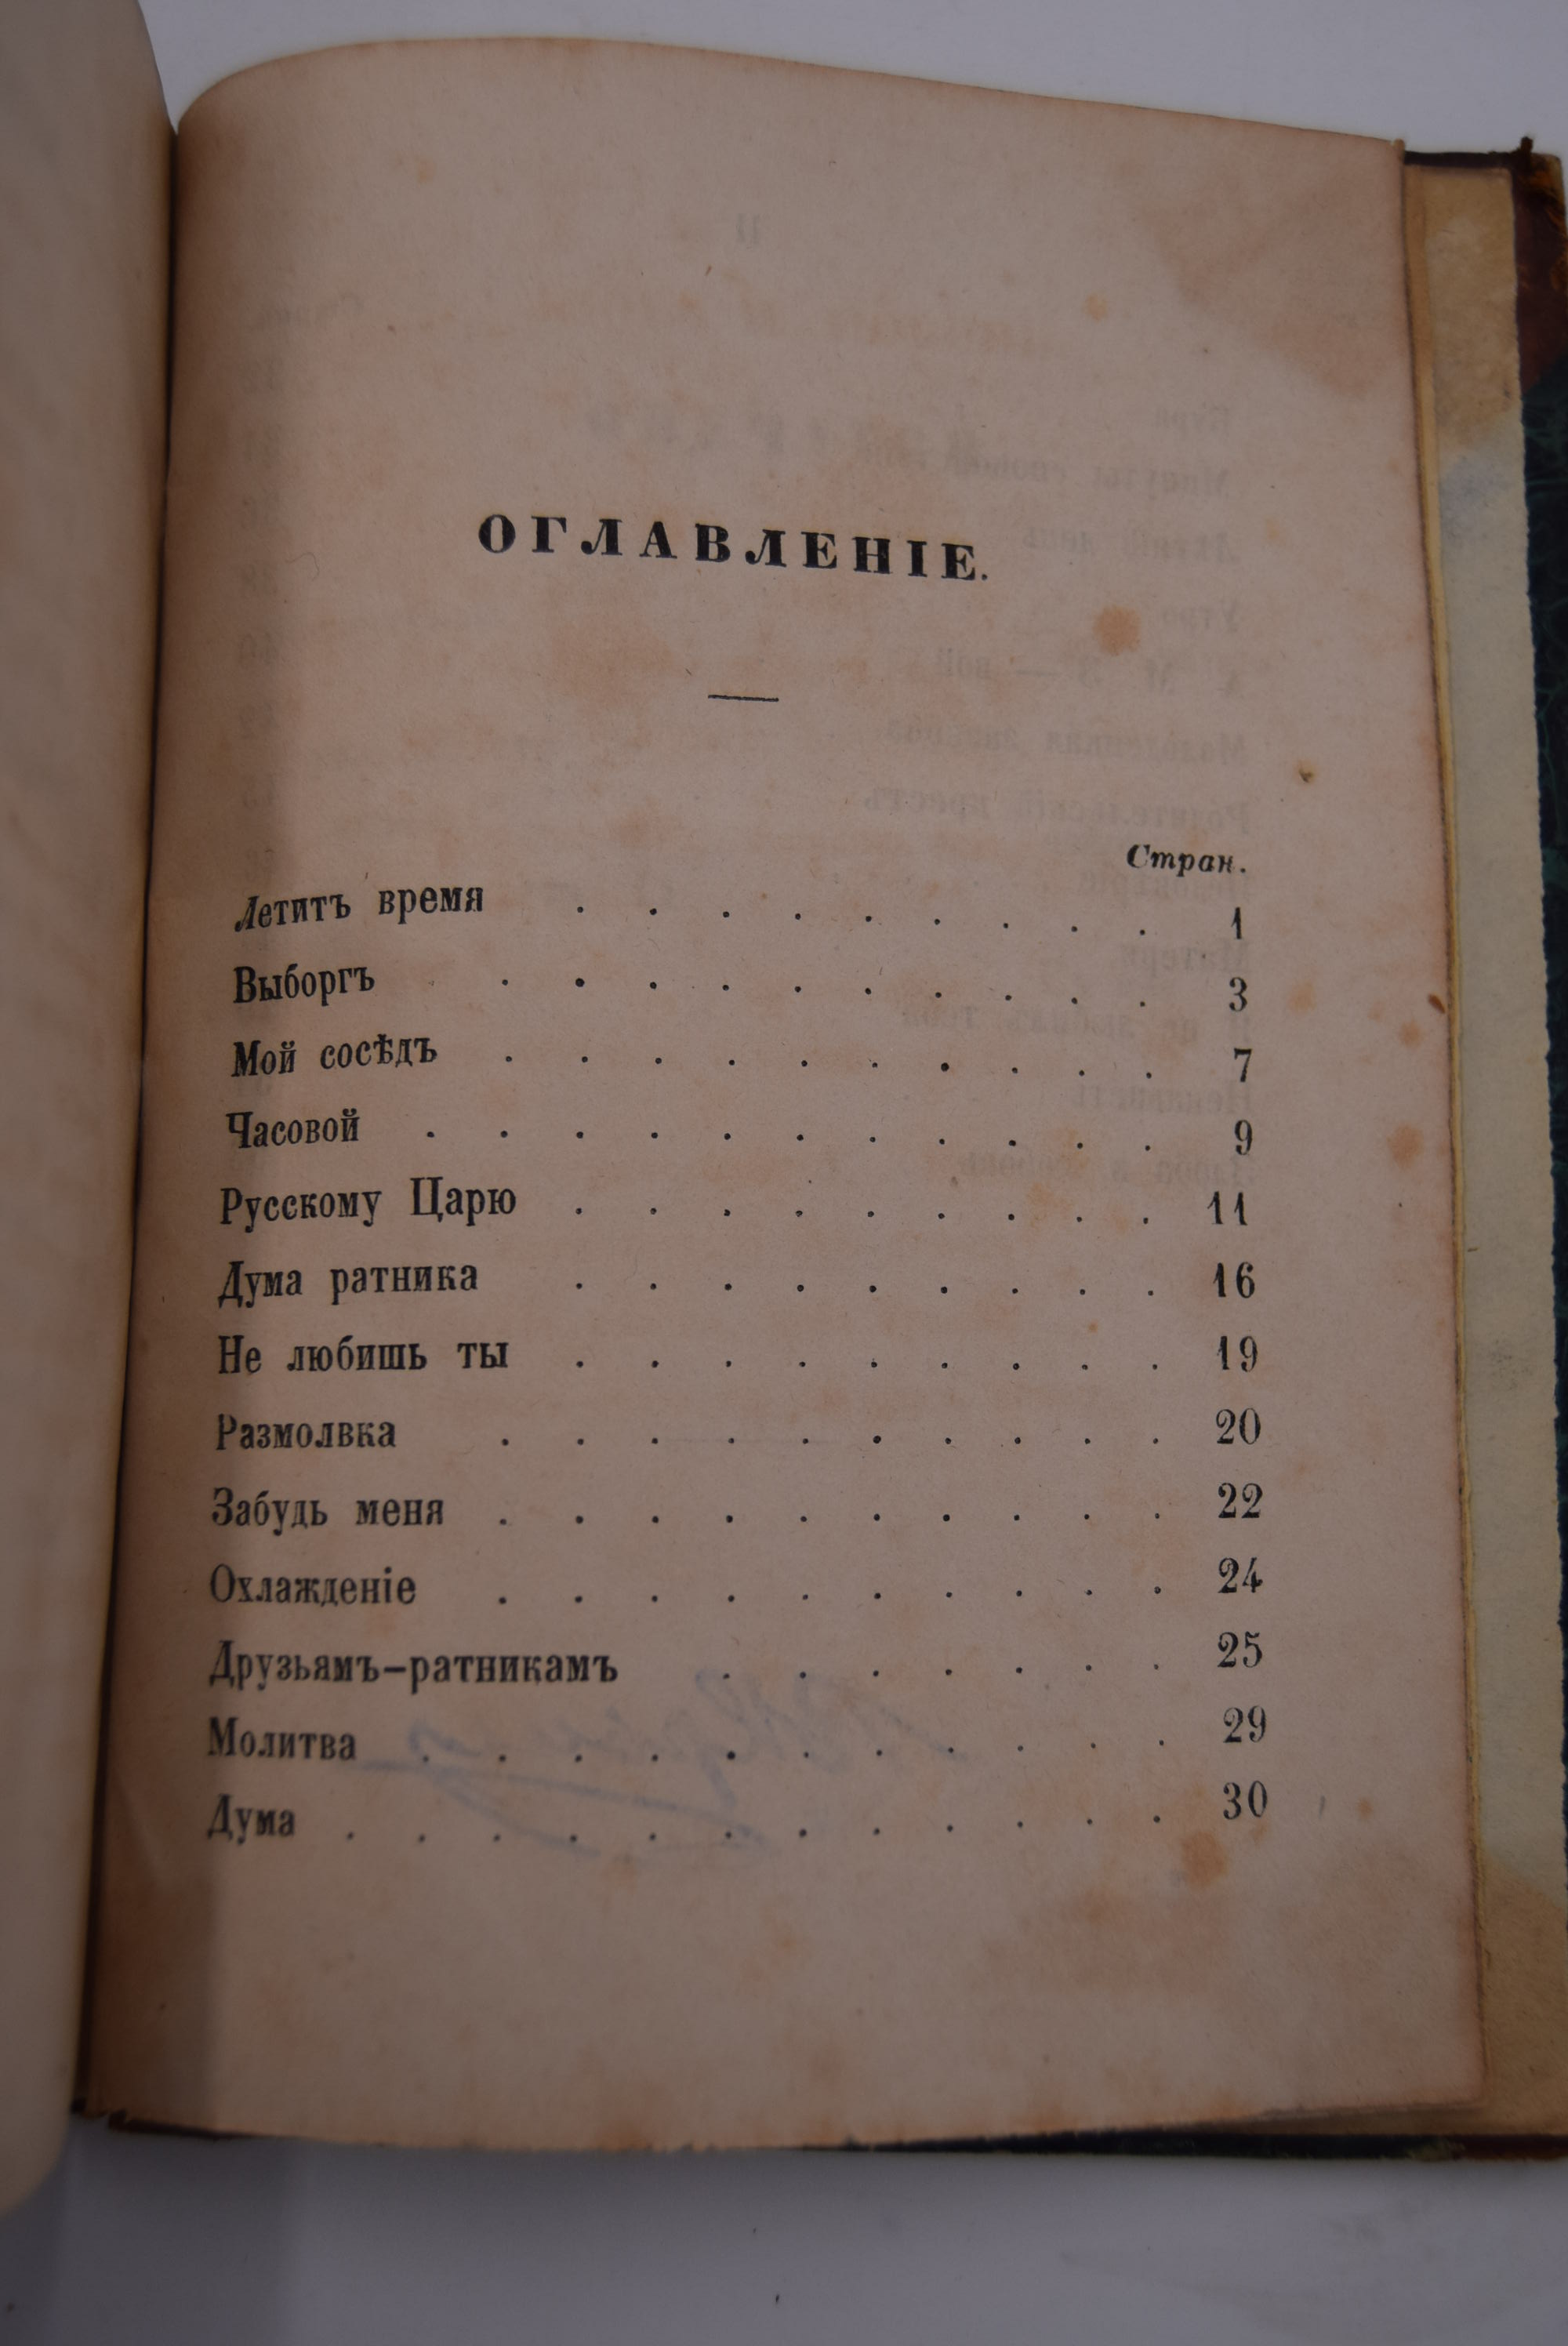 ОГЛАВЛЕНІЕ.
Стран.
Летитъ время . . . . . . . . . 1
Выборгъ . . . . . . . . . . 3
Мой сосѣдъ . . . . . . . . . . 7
Часовой . . . . . . . . . . . 9
Русскому Царю . . . . . . . . . 11
Дума ратника . . . . . . . . . 16
Не любишь ты . . . . . . . . . 19
Размолвка . . . . . . . . . . 20
Забудь меня . . . . . . . . . . 22
Охлажденіе . . . . . . . . . . 24
Друзьямъ-ратникамъ . . . . . . . 25
Молитва . . . . . . . . . . . 29
Дума . . . . . . . . . . . . 30